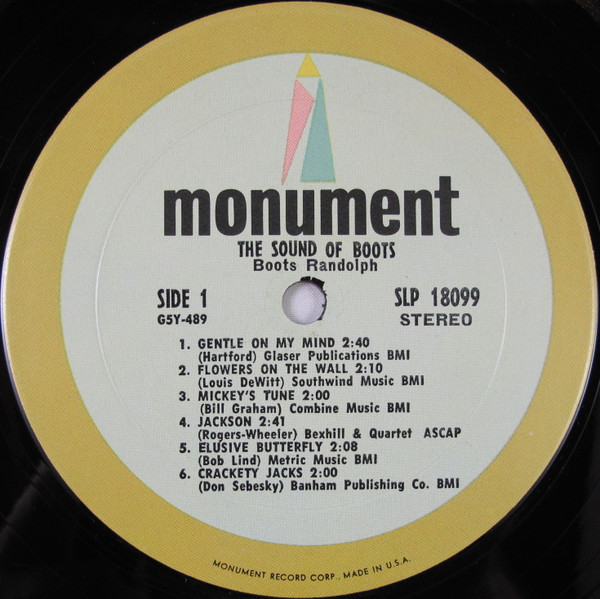 monument
THE SOUND OF BOOTS
Boots Randolph
SIDE 1
G5Y-489
SLP 18099
STEREO
1. GENTLE ON MY MIND 2:40
(Hartford) Glaser Publications BMI
2. FLOWERS ON THE WALL 2:10
(Louis DeWitt) Southwind Music BMI
3. MICKEY'S TUNE 2:00
(Bill Graham) Combine Music BMI
4. JACKSON 2:41
(Rogers-Wheeler) Bexhill & Quartet ASCAP
5. ELUSIVE BUTTERFLY 2:08
(Bob Lind) Metric Music BMI
6. CRACKETY JACKS 2:00
(Don Sebesky) Banham Publishing Co. BMI
MONUMENT RECORD CORP., MADE IN U.S.A.